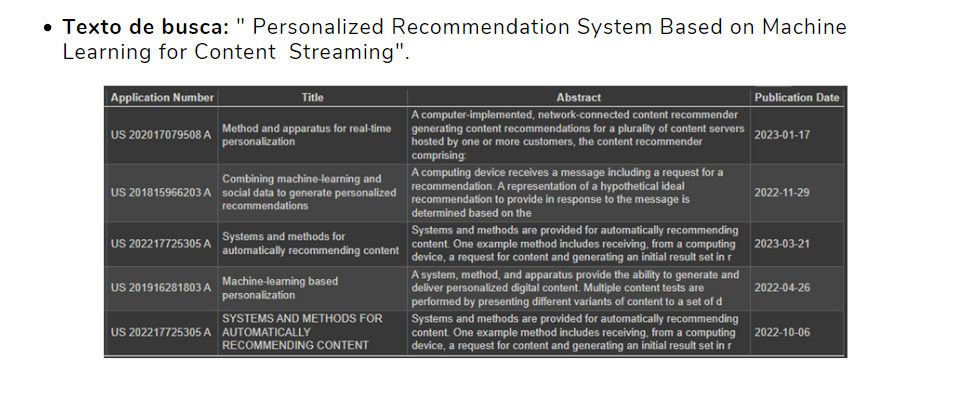 • Texto de busca: " Personalized Recommendation System Based on Machine
Learning for Content Streaming".
Application Number Title Abstract Publication Date
US 202017079508 A Method and apparatus for real-time personalization A computer-implemented, network-connected content recommender generating content recommendations for a plurality of content servers hosted by one or more customers, the content recommender comprising: 2023-01-17
US 201815966203 A Combining machine-learning and social data to generate personalized recommendations A computing device receives a message including a request for a recommendation. A representation of a hypothetical ideal recommendation to provide in response to the message is determined based on the 2022-11-29
US 202217725305 A Systems and methods for automatically recommending content Systems and methods are provided for automatically recommending content. One example method includes receiving, from a computing device, a request for content and generating an initial result set in r 2023-03-21
US 201916281803 A Machine-learning based personalization A system, method, and apparatus provide the ability to generate and deliver personalized digital content. Multiple content tests are performed by presenting different variants of content to a set of d 2022-04-26
US 202217725305 A SYSTEMS AND METHODS FOR AUTOMATICALLY RECOMMENDING CONTENT Systems and methods are provided for automatically recommending content. One example method includes receiving, from a computing device, a request for content and generating an initial result set in r 2022-10-06